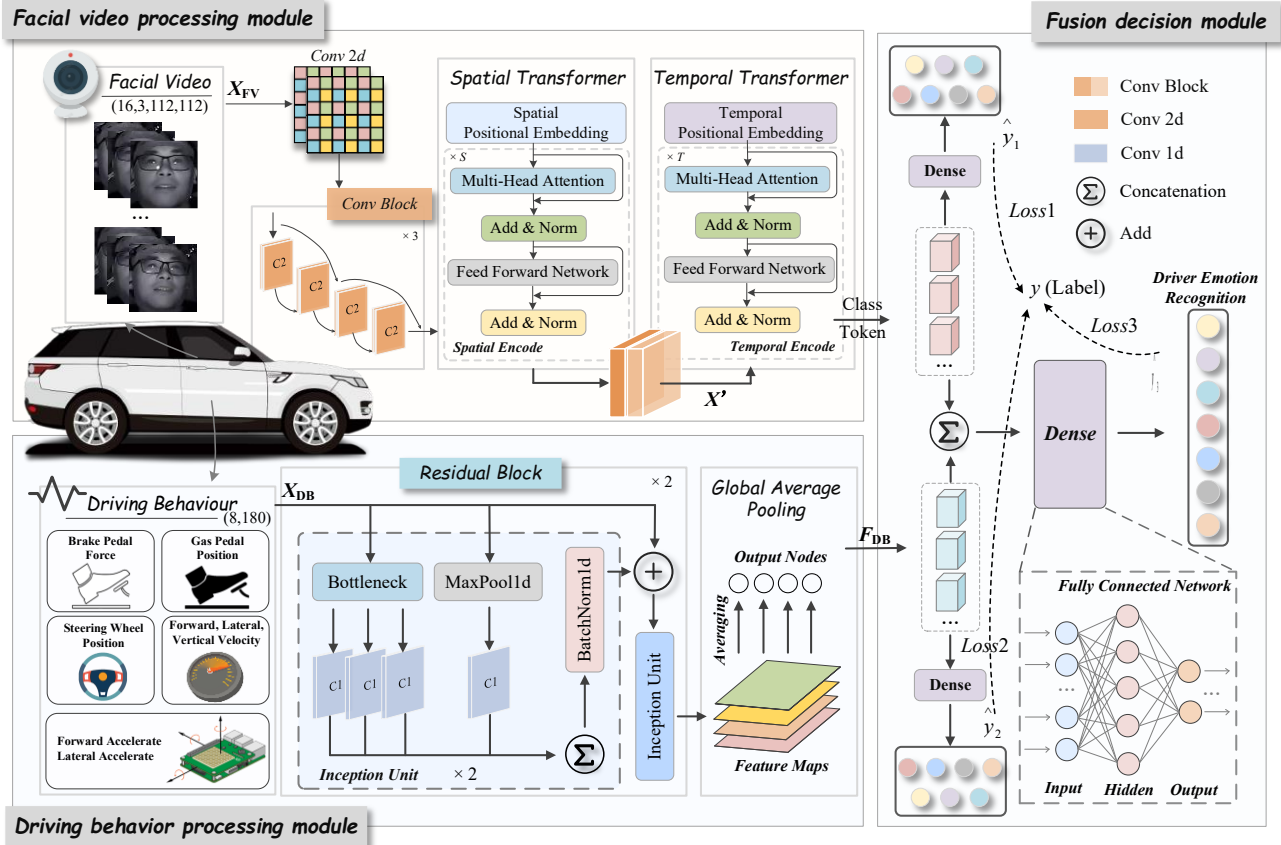 Facial video processing module
Facial Video
(16,3,112,112)
...
X_FV
Conv 2d
Conv Block
× 3
C2
C2
C2
C2
Spatial Transformer
Spatial
Positional Embedding
× S
Multi-Head Attention
Add & Norm
Feed Forward Network
Add & Norm
Spatial Encode
X'
Temporal Transformer
Temporal
Positional Embedding
× T
Multi-Head Attention
Add & Norm
Feed Forward Network
Add & Norm
Temporal Encode
Class
Token
Driving behavior processing module
Driving Behaviour
(8,180)
Brake Pedal
Force
Gas Pedal
Position
Steering Wheel
Position
Forward, Lateral,
Vertical Velocity
Forward Accelerate
Lateral Accelerate
X_DB
Residual Block
× 2
Bottleneck
MaxPool1d
C1
C1
C1
C1
BatchNorm1d
Σ
+
Inception Unit
× 2
Inception Unit
Global Average
Pooling
Output Nodes
Averaging
Feature Maps
F_DB
Fusion decision module
Conv Block
Conv 2d
Conv 1d
Σ Concatenation
+ Add
Dense
ŷ_1
Loss1
...
y (Label)
Loss3
Driver Emotion
Recognition
Σ
Dense
...
Loss2
Dense
ŷ_2
Fully Connected Network
...
...
Input
Hidden
Output